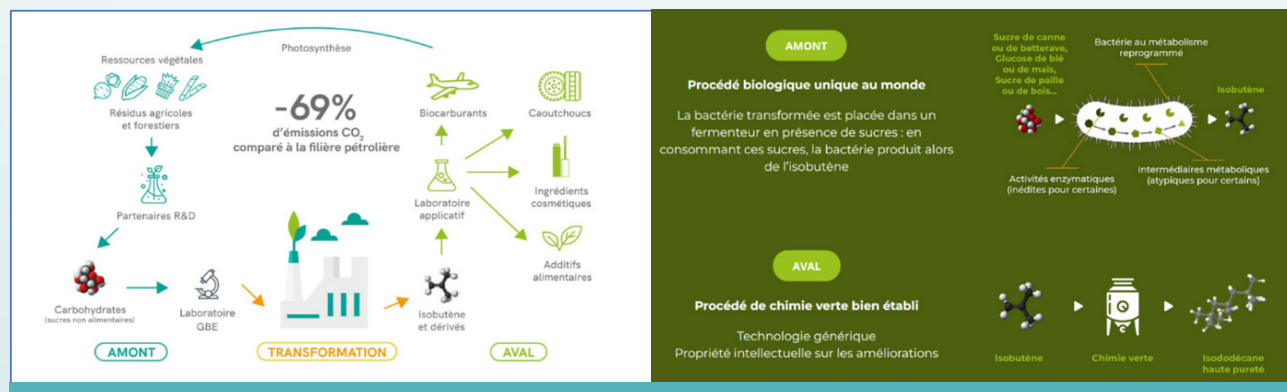 Photosynthèse
Ressources végétales
Résidus agricoles
et forestiers
-69%
d'émissions CO2
comparé à la filière pétrolière
Biocarburants
Caoutchoucs
Partenaires R&D
Laboratoire
applicatif
Ingrédients
cosmétiques
Additifs
alimentaires
Carbohydrates
(sucres non alimentaires)
Laboratoire
GBE
Isobutène
et dérivés
AMONT
TRANSFORMATION
AVAL
AMONT
Procédé biologique unique au monde
La bactérie transformée est placée dans un
fermenteur en présence de sucres : en
consommant ces sucres, la bactérie produit alors
de l'isobutène
Sucre de canne
ou de betterave,
Glucose de blé
ou de maïs,
Sucre de paille
ou de bois...
Bactérie au métabolisme
reprogrammé
Isobutène
Activités enzymatiques
(inédites pour certaines)
Intermédiaires métaboliques
(atypiques pour certains)
AVAL
Procédé de chimie verte bien établi
Technologie générique
Propriété intellectuelle sur les améliorations
Isobutène
Chimie verte
Isododécane
haute pureté